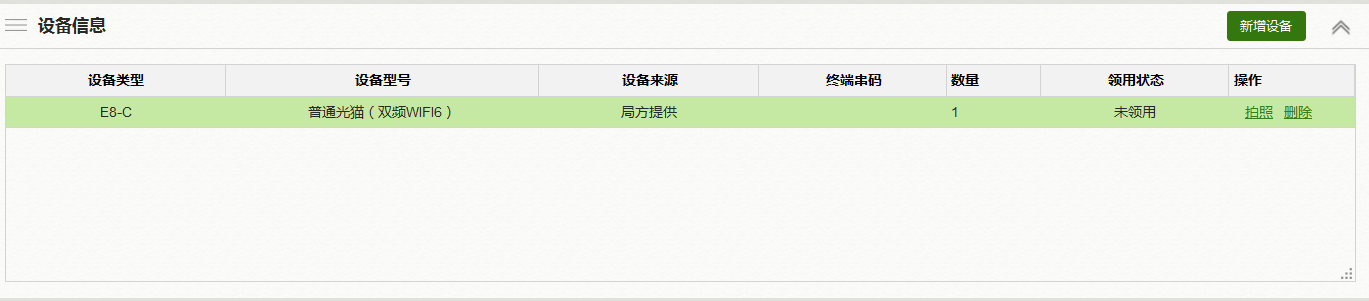 设备信息 新增设备
设备类型 设备型号 设备来源 终端串码 数量 领用状态 操作
E8-C 普通光猫（双频WIFI6） 局方提供 1 未领用 拍照 删除